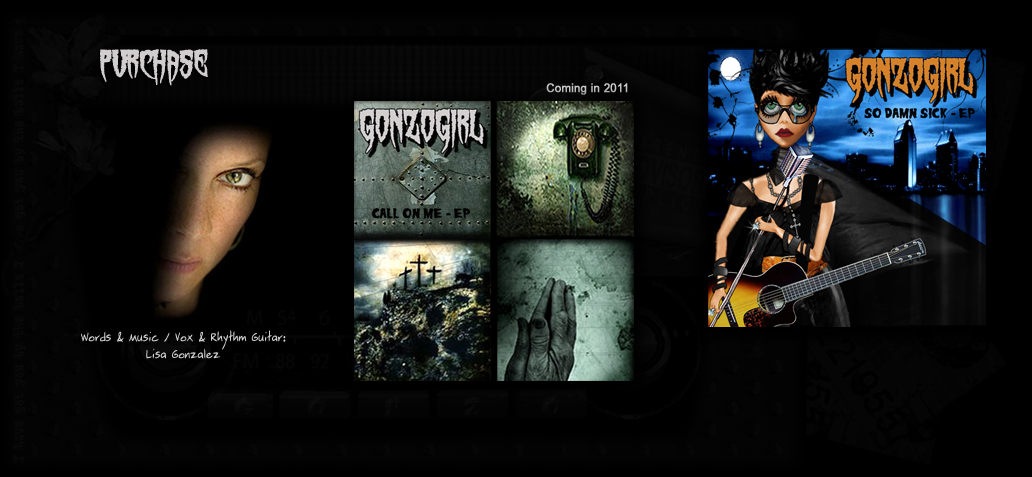 PURCHASE
Words & Music / Vox & Rhythm Guitar:
Lisa Gonzalez
Coming in 2011
GONZOGIRL
CALL ON ME - EP
GONZOGIRL
SO DAMN SICK - EP